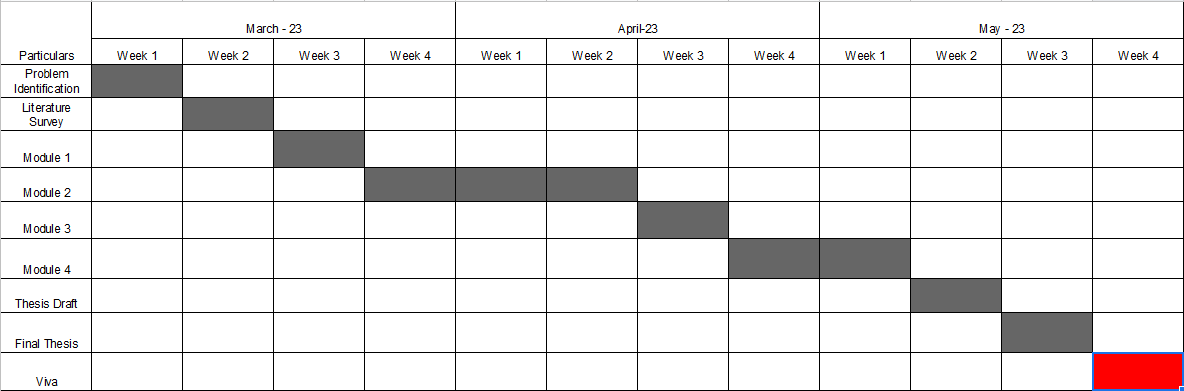 March - 23 April-23 May - 23
Particulars Week 1 Week 2 Week 3 Week 4 Week 1 Week 2 Week 3 Week 4 Week 1 Week 2 Week 3 Week 4
Problem
Identification
Literature
Survey
Module 1
Module 2
Module 3
Module 4
Thesis Draft
Final Thesis
Viva